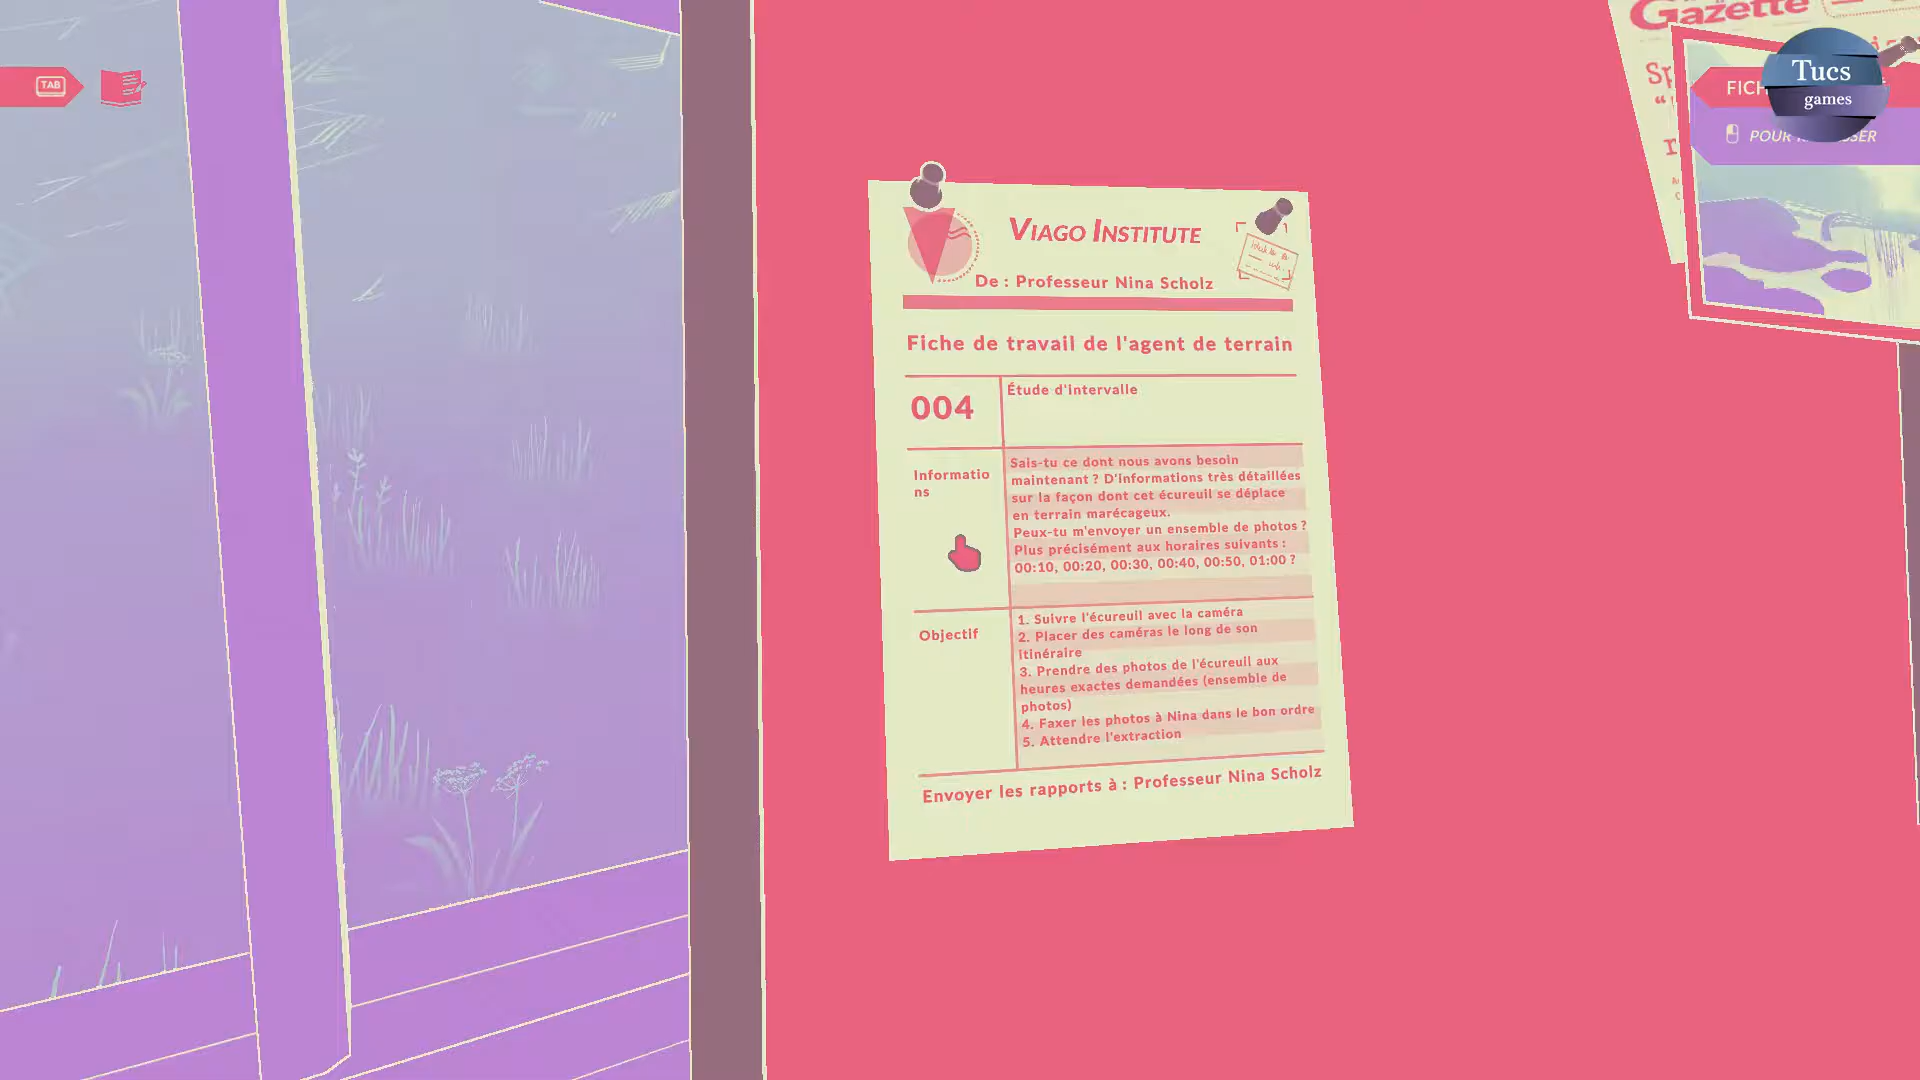 TAB
Gazette
Sp
FICH
Tucs
games
POUR
SER
VIAGO INSTITUTE
De : Professeur Nina Scholz
Fiche de travail de l'agent de terrain
004
Étude d'intervalle
Informatio
ns
Sais-tu ce dont nous avons besoin
maintenant ? D'informations très détaillées
sur la façon dont cet écureuil se déplace
en terrain marécageux.
Peux-tu m'envoyer un ensemble de photos ?
Plus précisément aux horaires suivants :
00:10, 00:20, 00:30, 00:40, 00:50, 01:00 ?
Objectif
1. Suivre l'écureuil avec la caméra
2. Placer des caméras le long de son
itinéraire
3. Prendre des photos de l'écureuil aux
heures exactes demandées (ensemble de
photos)
4. Faxer les photos à Nina dans le bon ordre
5. Attendre l'extraction
Envoyer les rapports à : Professeur Nina Scholz